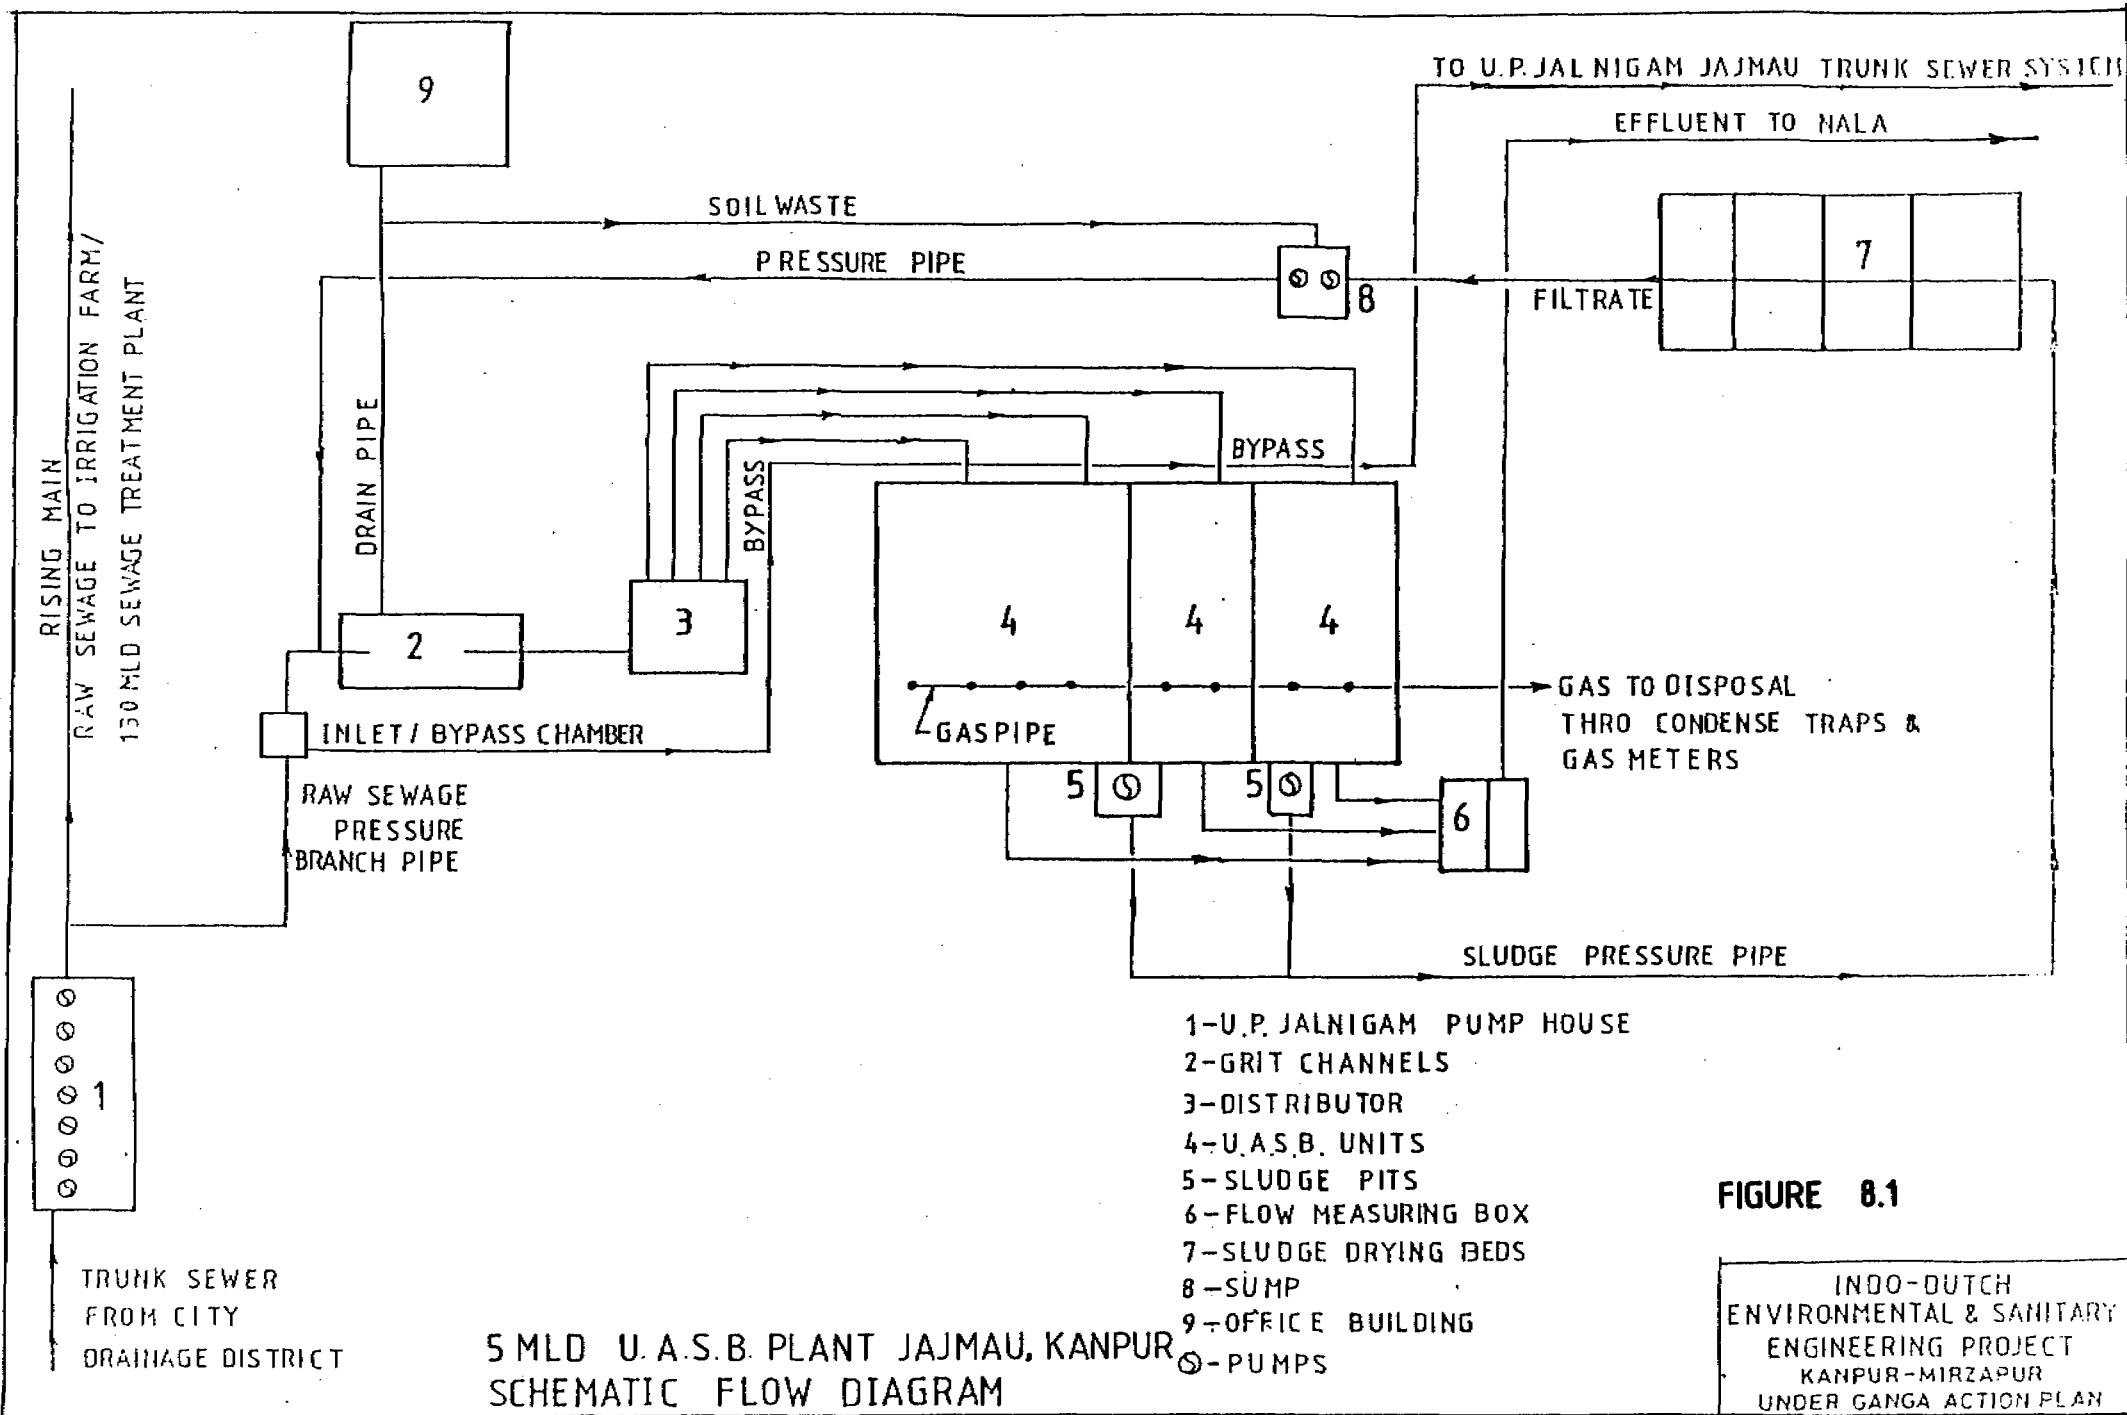 9
TO U.P. JAL NIGAM JAJMAU TRUNK SEWER SYSTEM
EFFLUENT TO NALA
SOIL WASTE
PRESSURE PIPE
8
FILTRATE
7
RISING MAIN
RAW SEWAGE TO IRRIGATION FARM/
130 MLD SEWAGE TREATMENT PLANT
DRAIN PIPE
BYPASS
BYPASS
2
3
4
4
4
GAS PIPE
GAS TO DISPOSAL
THRO CONDENSE TRAPS &
GAS METERS
INLET / BYPASS CHAMBER
RAW SEWAGE
PRESSURE
BRANCH PIPE
5
5
6
SLUDGE PRESSURE PIPE
1
TRUNK SEWER
FROM CITY
DRAINAGE DISTRICT
1-U.P. JALNIGAM PUMP HOUSE
2-GRIT CHANNELS
3-DISTRIBUTOR
4-U.A.S.B. UNITS
5-SLUDGE PITS
6-FLOW MEASURING BOX
7-SLUDGE DRYING BEDS
8-SUMP
9-OFFICE BUILDING
-PUMPS
5 MLD U.A.S.B. PLANT JAJMAU, KANPUR
SCHEMATIC FLOW DIAGRAM
FIGURE 8.1
INDO-DUTCH
ENVIRONMENTAL & SANITARY
ENGINEERING PROJECT
KANPUR-MIRZAPUR
UNDER GANGA ACTION PLAN